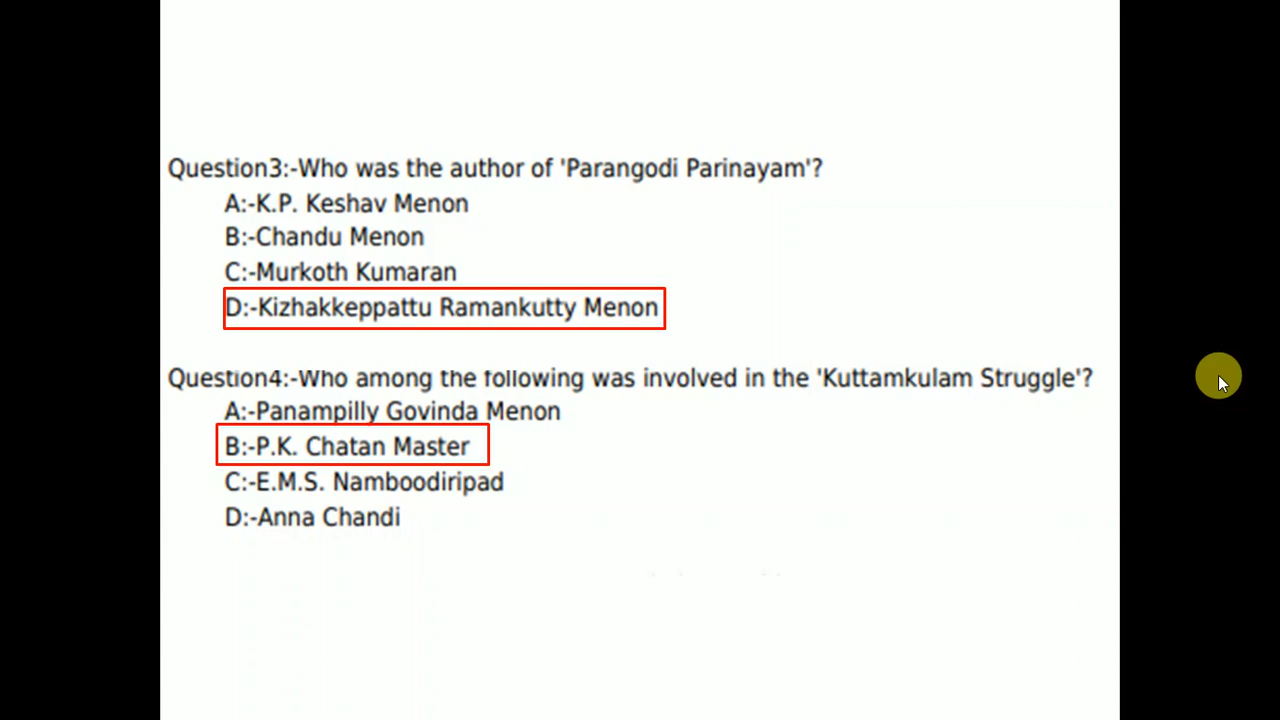 Question3:-Who was the author of 'Parangodi Parinayam'?
A:-K.P. Keshav Menon
B:-Chandu Menon
C:-Murkoth Kumaran
D:-Kizhakkeppattu Ramankutty Menon
Question4:-Who among the following was involved in the 'Kuttamkulam Struggle'?
A:-Panampilly Govinda Menon
B:-P.K. Chatan Master
C:-E.M.S. Namboodiripad
D:-Anna Chandi